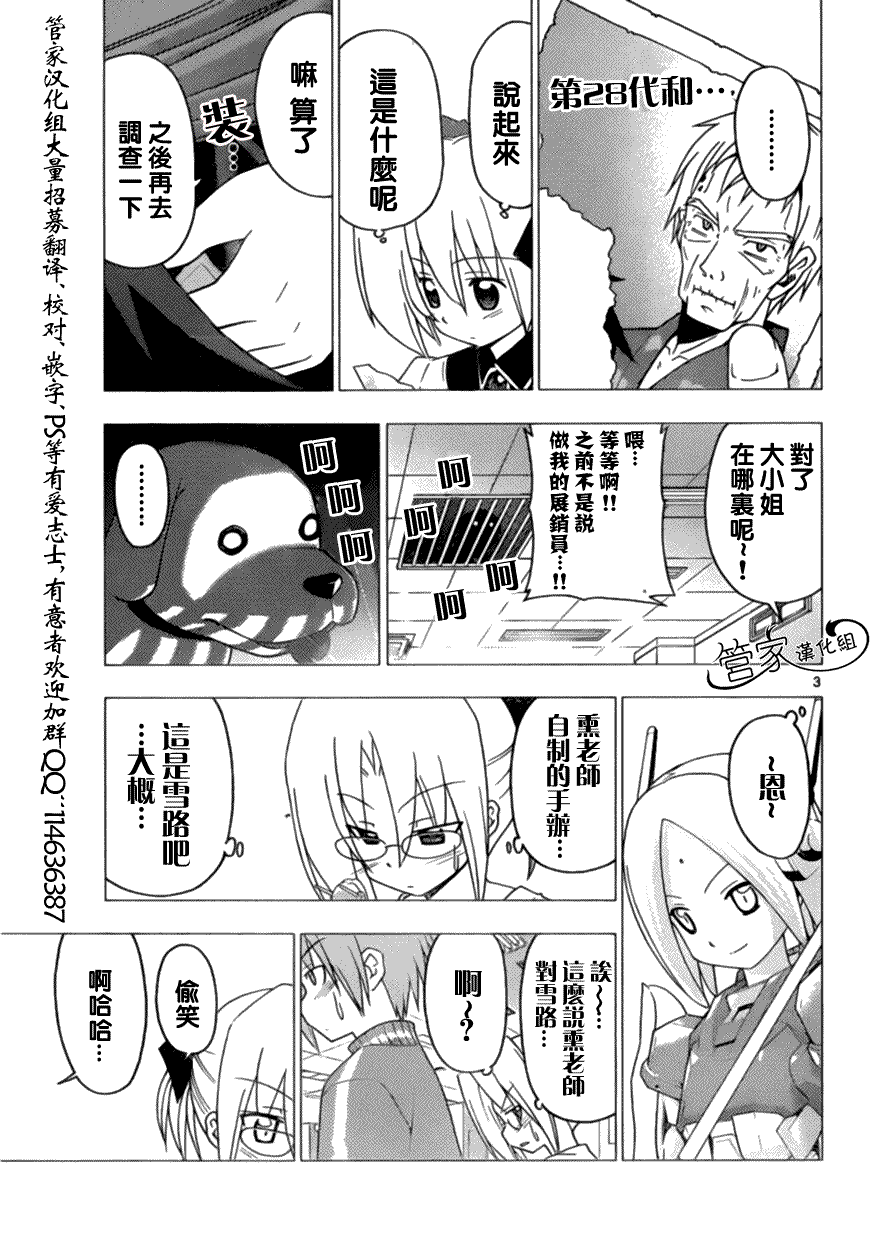 ………
第28代和…
說起來
這是什麼呢
嘛算了
裝…
之後再去
調查一下
對了
大小姐
在哪裏呢~!
喂…
等等啊!!
之前不是說
做我的展銷員…!!
呵
呵
呵
呵
呵
呵
呵
………
管家
漢化組
3
~恩~
熏老師
自制的手辦…
這是雪路吧
…大概…
誒~~…
這麼說熏老師
對雪路…
啊~?
偷笑
啊哈哈…
管家汉化组大量招募翻译、校对、嵌字、PS等有爱志士，有意者欢迎加群QQ：114636387